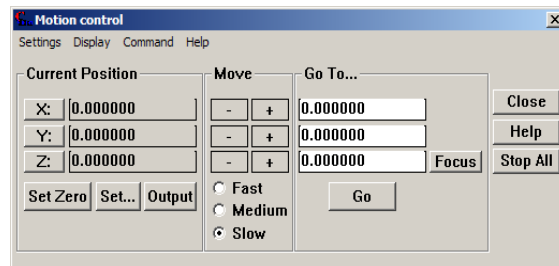 Motion control
Settings Display Command Help
Current Position Move Go To...
X: 0.000000 - + 0.000000 Close
Y: 0.000000 - + 0.000000 Help
Z: 0.000000 - + 0.000000 Focus Stop All
Set Zero Set... Output Fast Go
Medium
Slow